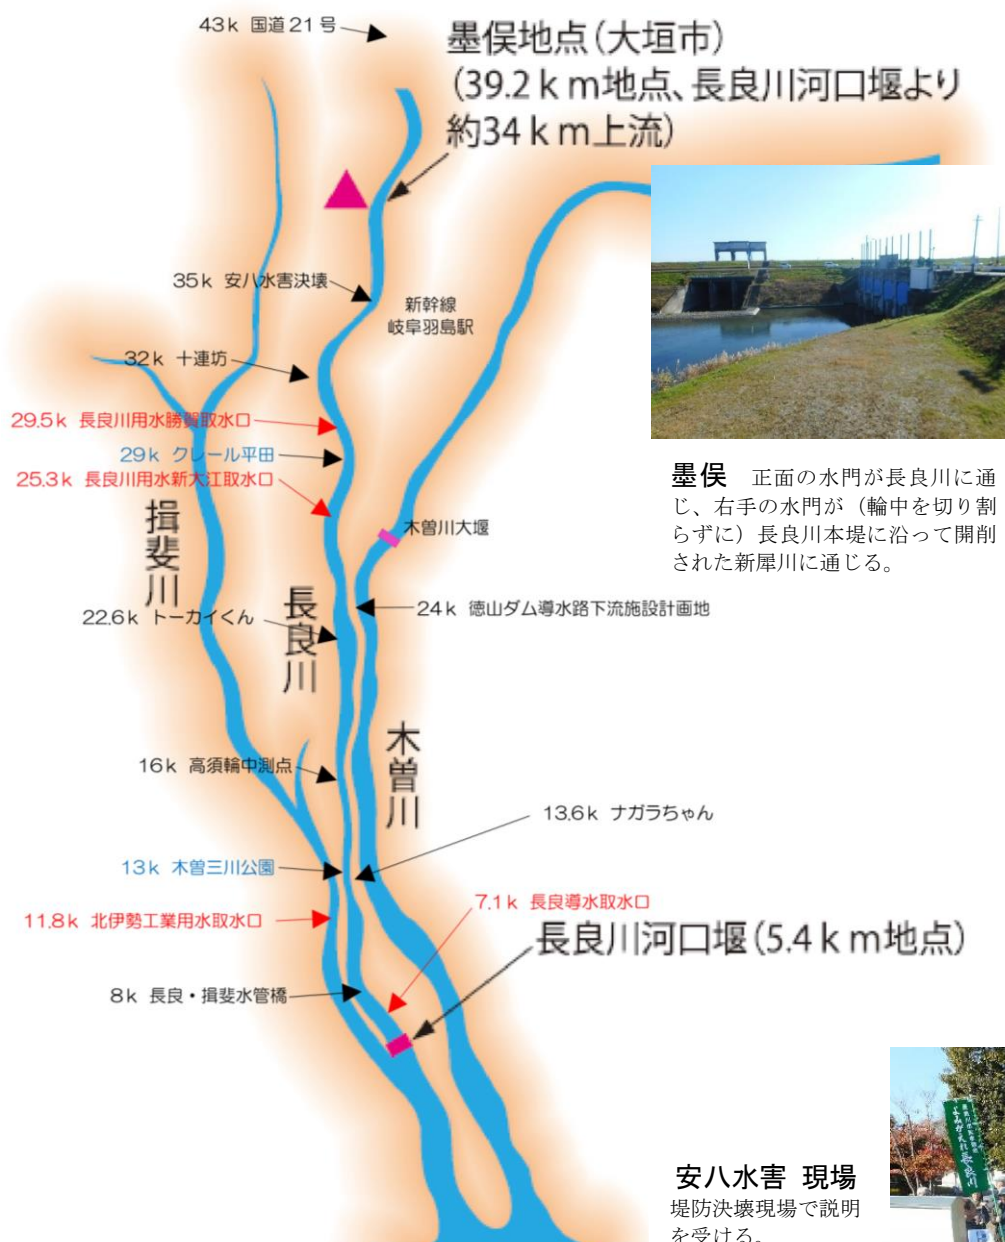 43k 国道21号
墨俣地点(大垣市)
(39.2km地点、長良川河口堰より
約34km上流)
35k 安八水害決壊
新幹線
岐阜羽島駅
32k 十連坊
29.5k 長良川用水勝賀取水口
29k クレール平田
25.3k 長良川用水新大江取水口
木曽川大堰
揖斐川
長良川
木曽川
24k 徳山ダム導水路下流施設計画地
22.6k トーカイくん
16k 高須輪中測点
13.6k ナガラちゃん
13k 木曽三川公園
11.8k 北伊勢工業用水取水口
7.1k 長良導水取水口
長良川河口堰(5.4km地点)
8k 長良・揖斐水管橋
墨俣 正面の水門が長良川に通
じ、右手の水門が(輪中を切り割
らずに)長良川本堤に沿って開削
された新犀川に通じる。
安八水害 現場
堤防決壊現場で説明
を受ける。
よみがえれ長良川